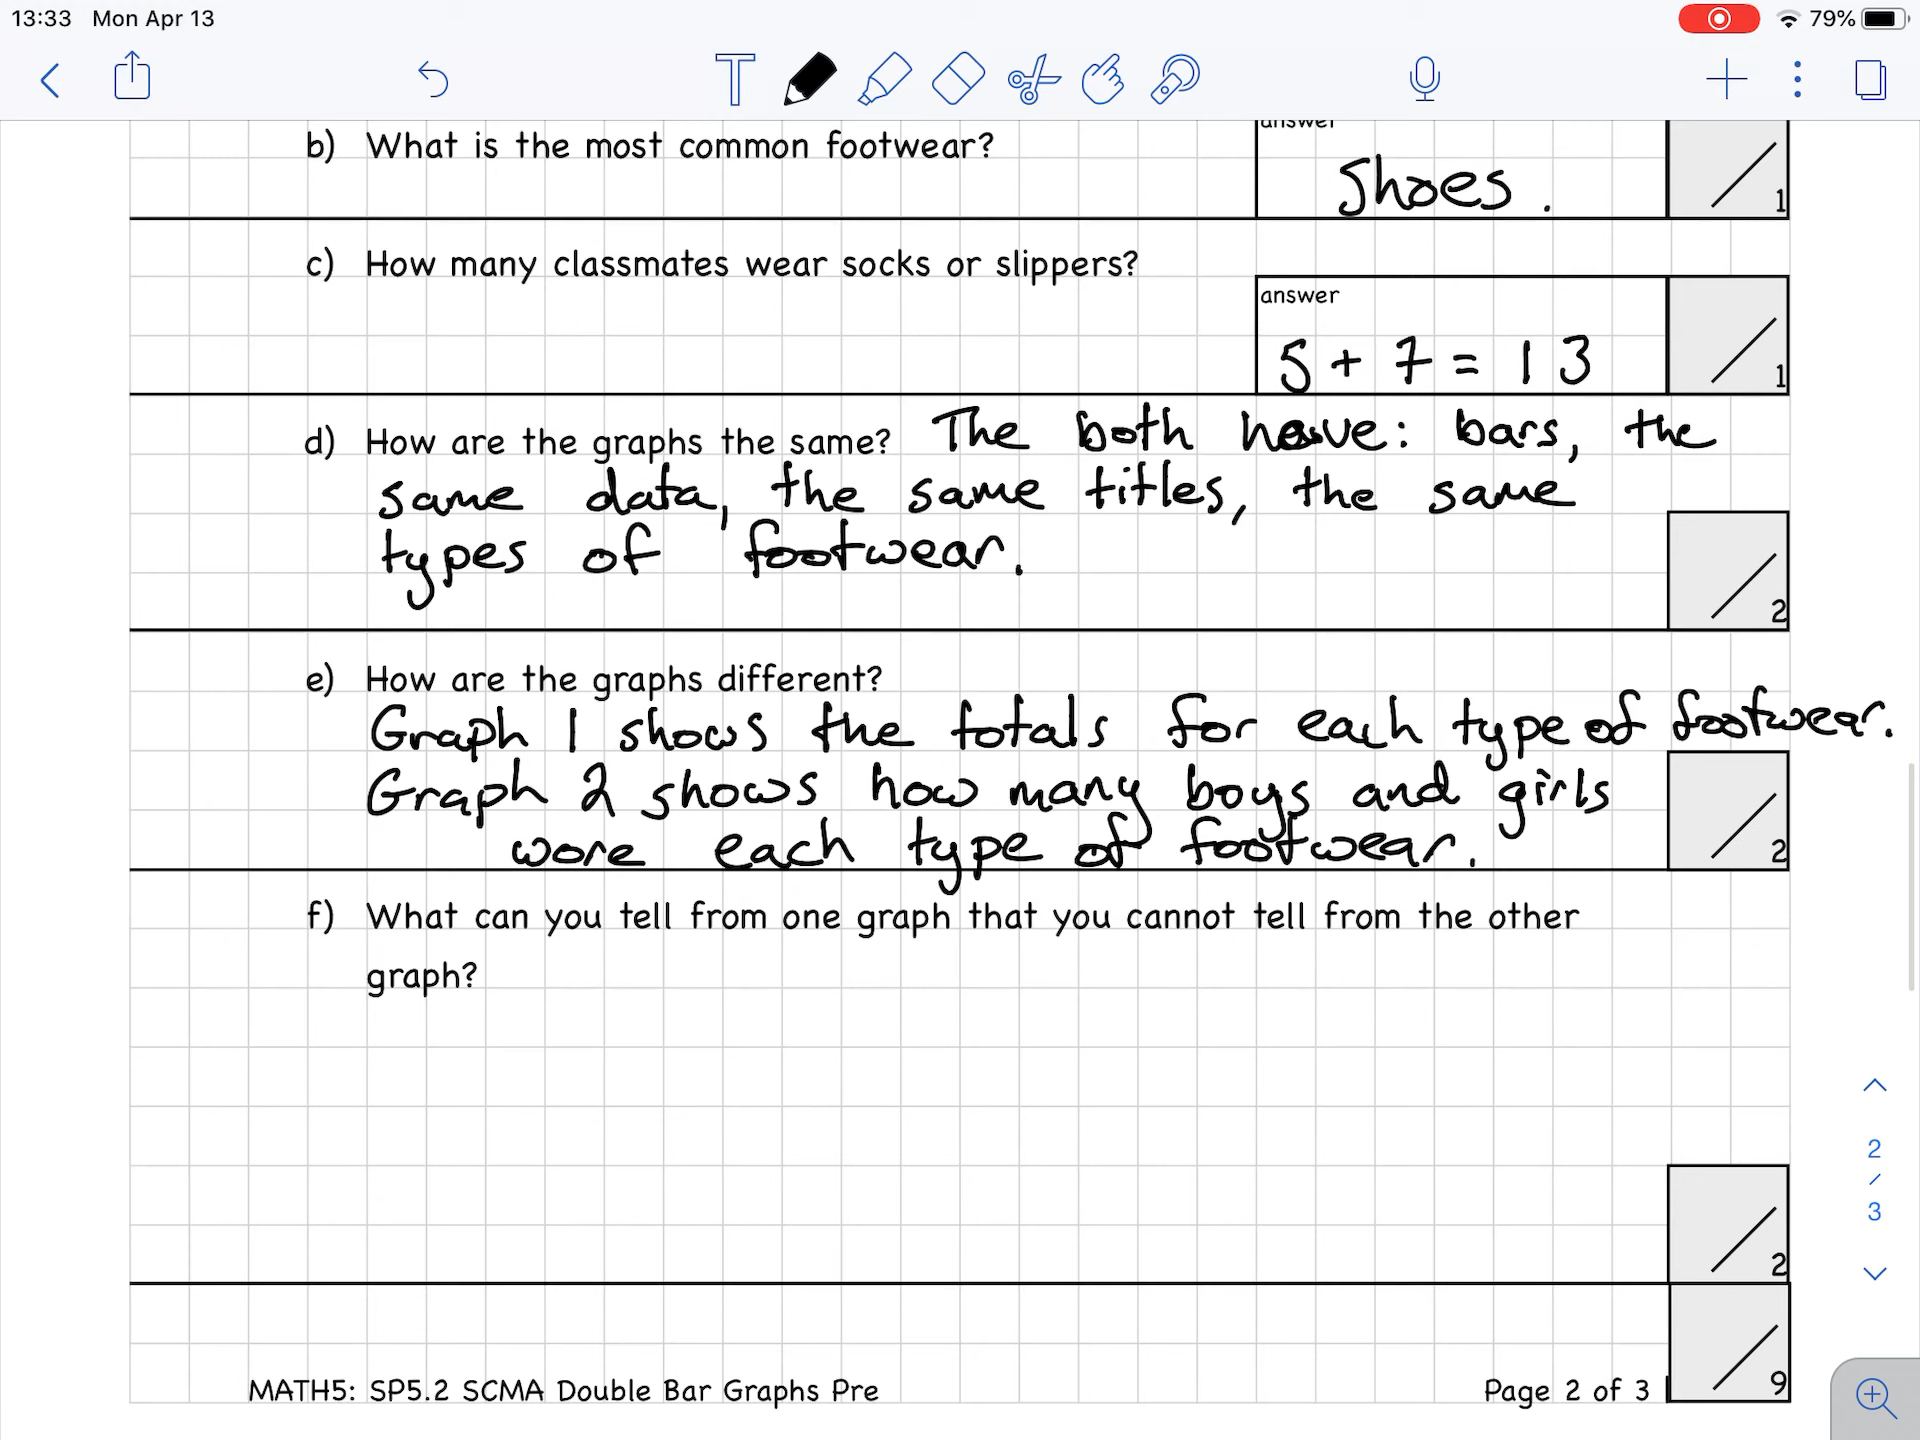 13:33 Mon Apr 13 79%
answer
b) What is the most common footwear?
Shoes.
1
c) How many classmates wear socks or slippers?
answer
5 + 7 = 13
1
d) How are the graphs the same? The both have: bars, the
same data, the same titles, the same
types of footwear.
2
e) How are the graphs different?
Graph 1 shows the totals for each type of footwear.
Graph 2 shows how many boys and girls
wore each type of footwear.
2
f) What can you tell from one graph that you cannot tell from the other
graph?
2
/
3
2
9
MATH5: SP5.2 SCMA Double Bar Graphs Pre Page 2 of 3